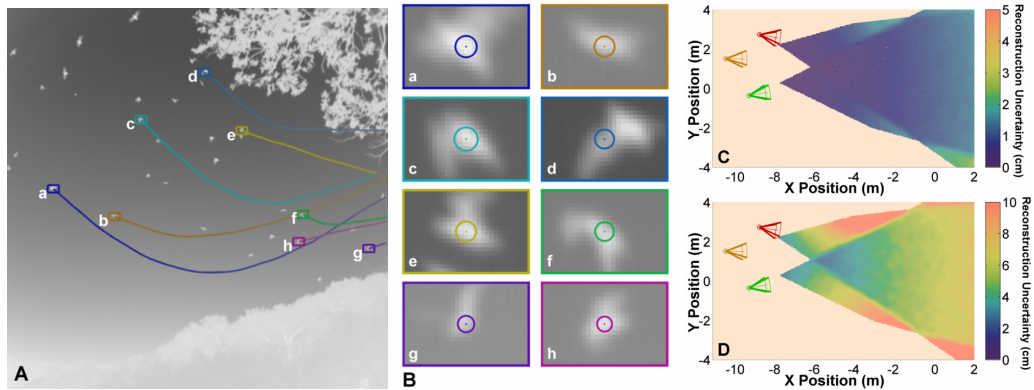 d
c
e
a
b
f
h
g
A
a
b
c
d
e
f
g
h
B
4
2
0
-2
-4
Y Position (m)
C
-10 -8 -6 -4 -2 0 2
X Position (m)
5
4
3
2
1
0
Reconstruction Uncertainty (cm)
4
2
0
-2
-4
Y Position (m)
D
-10 -8 -6 -4 -2 0 2
X Position (m)
10
8
6
4
2
0
Reconstruction Uncertainty (cm)